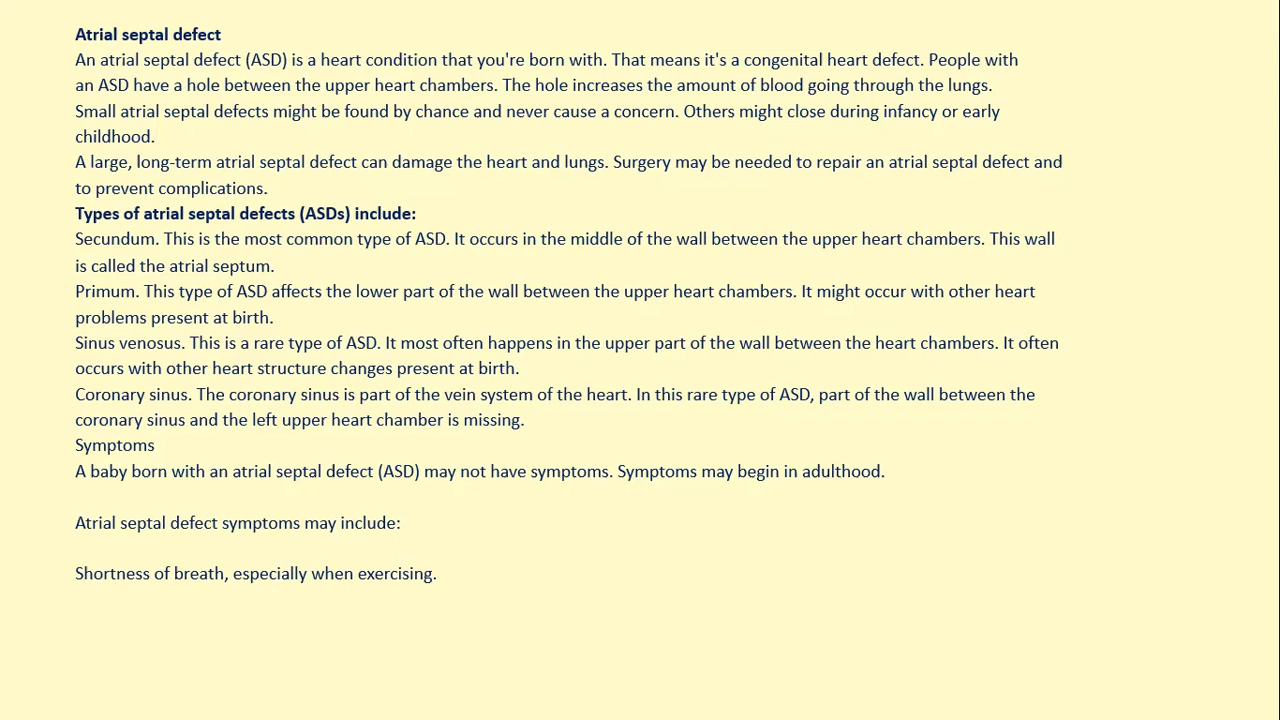 Atrial septal defect
An atrial septal defect (ASD) is a heart condition that you're born with. That means it's a congenital heart defect. People with
an ASD have a hole between the upper heart chambers. The hole increases the amount of blood going through the lungs.
Small atrial septal defects might be found by chance and never cause a concern. Others might close during infancy or early
childhood.
A large, long-term atrial septal defect can damage the heart and lungs. Surgery may be needed to repair an atrial septal defect and
to prevent complications.
Types of atrial septal defects (ASDs) include:
Secundum. This is the most common type of ASD. It occurs in the middle of the wall between the upper heart chambers. This wall
is called the atrial septum.
Primum. This type of ASD affects the lower part of the wall between the upper heart chambers. It might occur with other heart
problems present at birth.
Sinus venosus. This is a rare type of ASD. It most often happens in the upper part of the wall between the heart chambers. It often
occurs with other heart structure changes present at birth.
Coronary sinus. The coronary sinus is part of the vein system of the heart. In this rare type of ASD, part of the wall between the
coronary sinus and the left upper heart chamber is missing.
Symptoms
A baby born with an atrial septal defect (ASD) may not have symptoms. Symptoms may begin in adulthood.
Atrial septal defect symptoms may include:
Shortness of breath, especially when exercising.